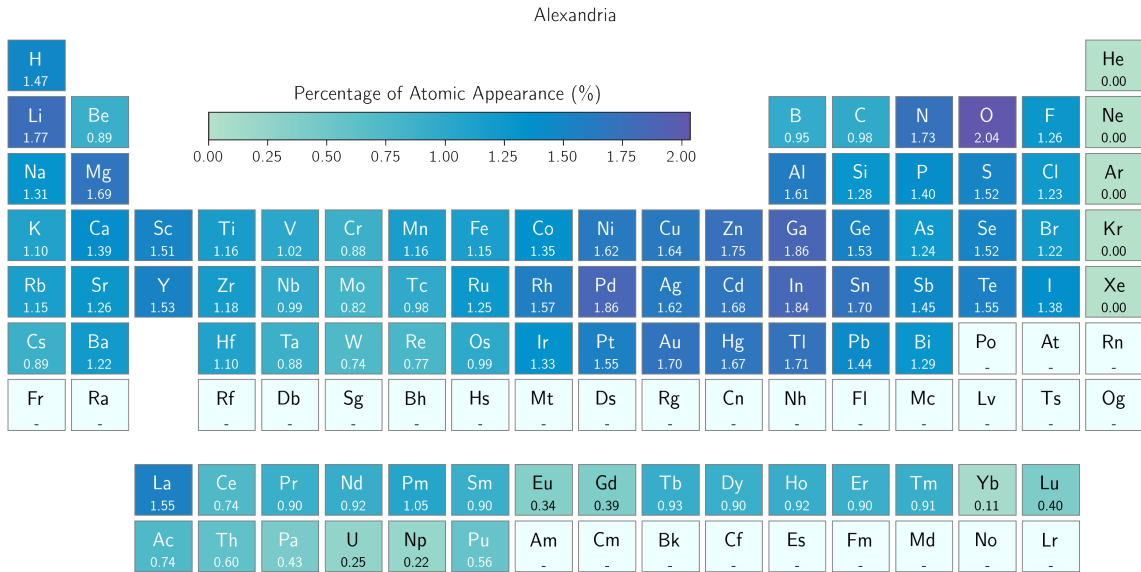 Alexandria
H He
1.47 0.00
Percentage of Atomic Appearance (%)
Li Be B C N O F Ne
1.77 0.89 0.95 0.98 1.73 2.04 1.26 0.00
0.00 0.25 0.50 0.75 1.00 1.25 1.50 1.75 2.00
Na Mg Al Si P S Cl Ar
1.31 1.69 1.61 1.28 1.40 1.52 1.23 0.00
K Ca Sc Ti V Cr Mn Fe Co Ni Cu Zn Ga Ge As Se Br Kr
1.10 1.39 1.51 1.16 1.02 0.88 1.16 1.15 1.35 1.62 1.64 1.75 1.86 1.53 1.24 1.52 1.22 0.00
Rb Sr Y Zr Nb Mo Tc Ru Rh Pd Ag Cd In Sn Sb Te I Xe
1.15 1.26 1.53 1.18 0.99 0.82 0.98 1.25 1.57 1.86 1.62 1.68 1.84 1.70 1.45 1.55 1.38 0.00
Cs Ba Hf Ta W Re Os Ir Pt Au Hg Tl Pb Bi Po At Rn
0.89 1.22 1.10 0.88 0.74 0.77 0.99 1.33 1.55 1.70 1.67 1.71 1.44 1.29 - - -
Fr Ra Rf Db Sg Bh Hs Mt Ds Rg Cn Nh Fl Mc Lv Ts Og
- - - - - - - - - - - - - - - - -
La Ce Pr Nd Pm Sm Eu Gd Tb Dy Ho Er Tm Yb Lu
1.55 0.74 0.90 0.92 1.05 0.90 0.34 0.39 0.93 0.90 0.92 0.90 0.91 0.11 0.40
Ac Th Pa U Np Pu Am Cm Bk Cf Es Fm Md No Lr
0.74 0.60 0.43 0.25 0.22 0.56 - - - - - - - - -